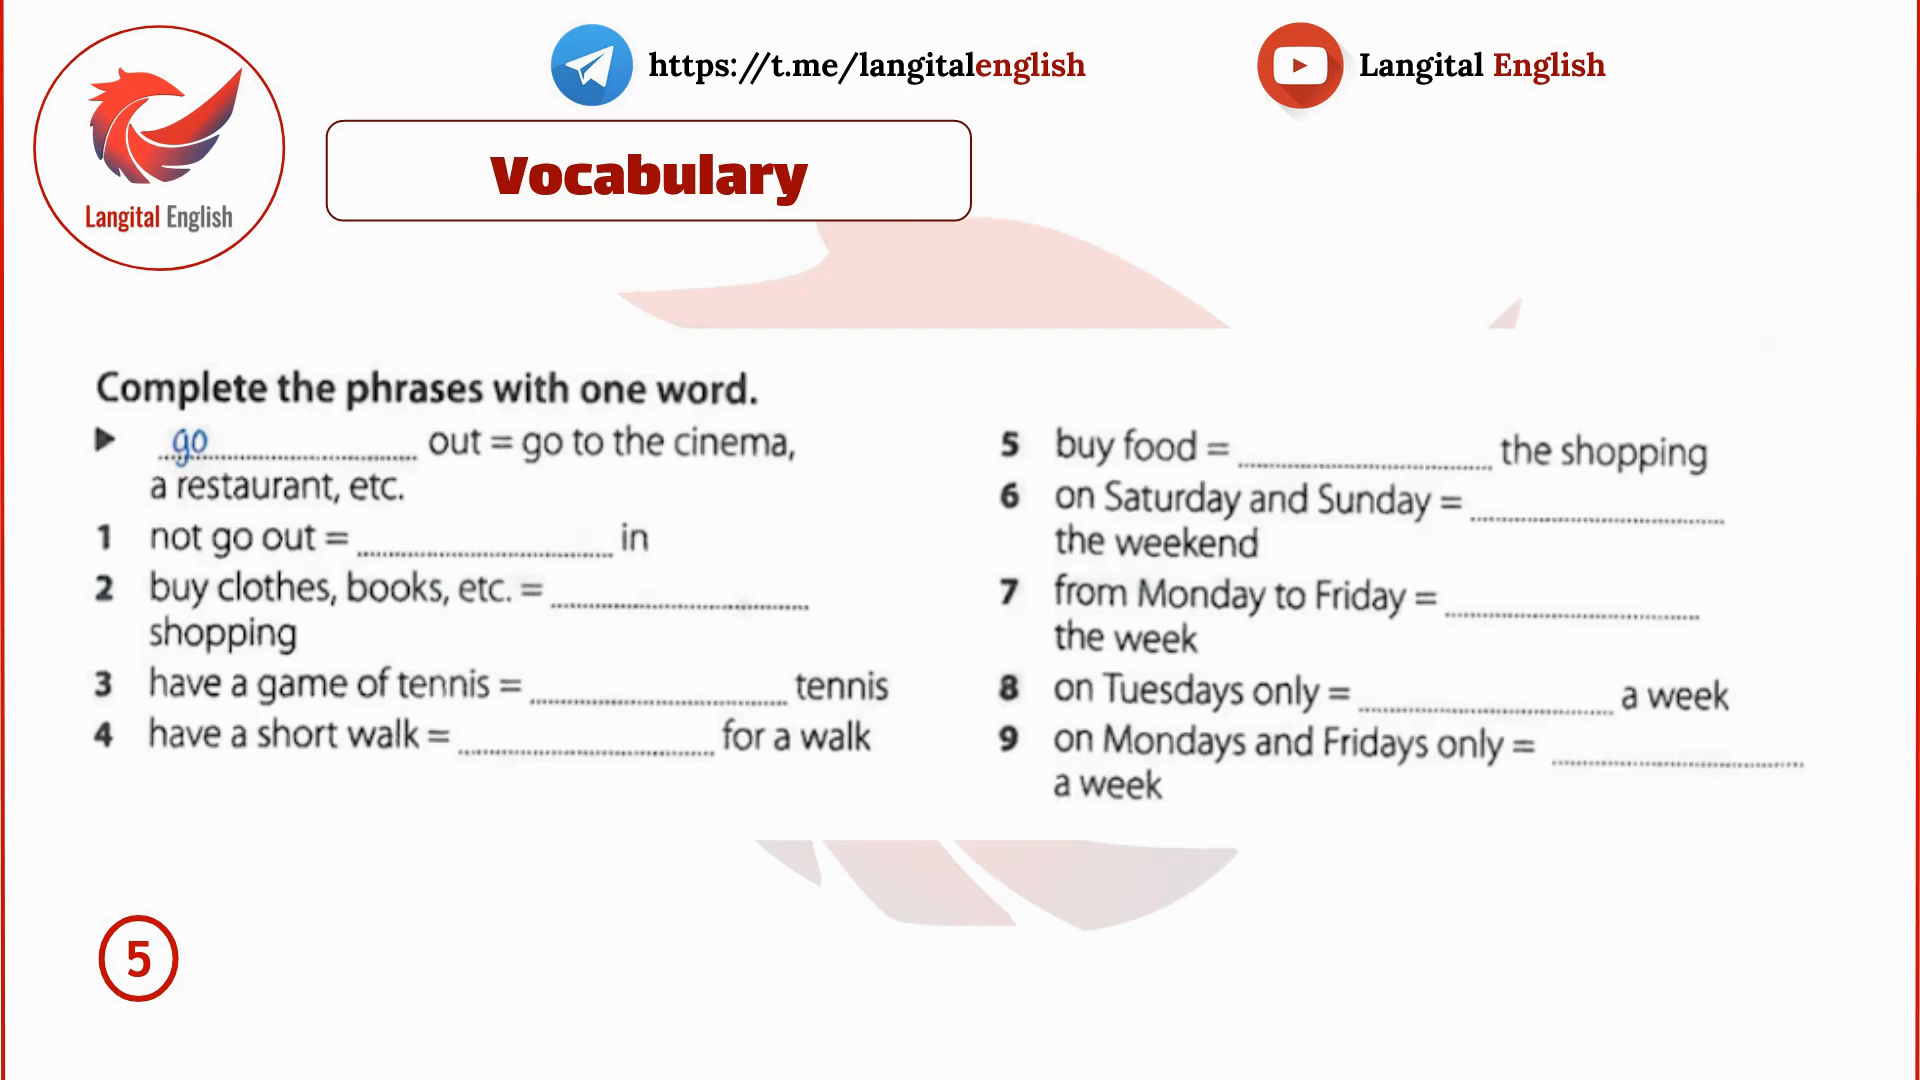 https://t.me/langitalenglish
Langital English
Langital English
Vocabulary
Complete the phrases with one word.
go ........ out = go to the cinema,
a restaurant, etc.
1 not go out = ........ in
2 buy clothes, books, etc. = ........
shopping
3 have a game of tennis = ........ tennis
4 have a short walk = ........ for a walk
5 buy food = ........ the shopping
6 on Saturday and Sunday = ........
the weekend
7 from Monday to Friday = ........
the week
8 on Tuesdays only = ........ a week
9 on Mondays and Fridays only = ........
a week
5